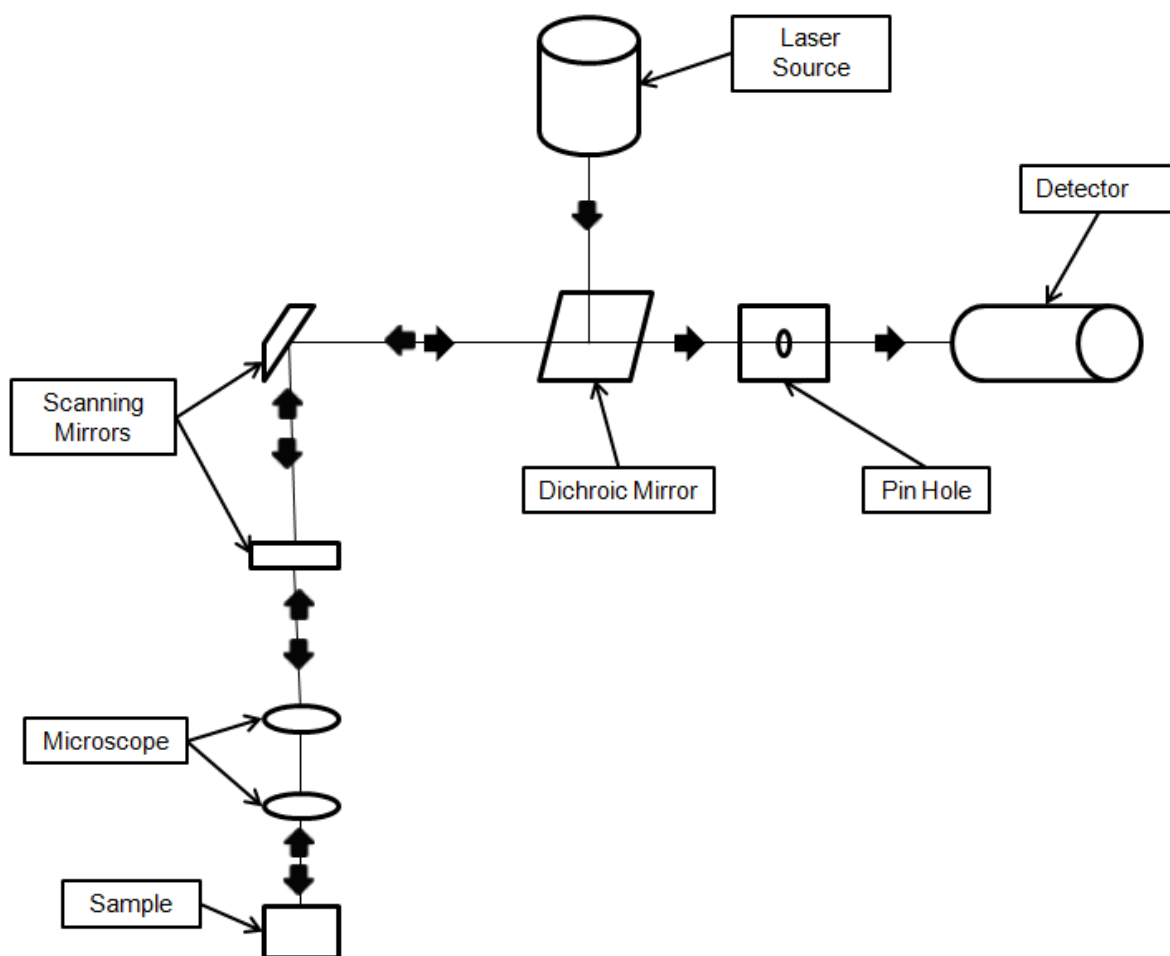 Laser
Source
Detector
Scanning
Mirrors
Dichroic Mirror
Pin Hole
Microscope
Sample